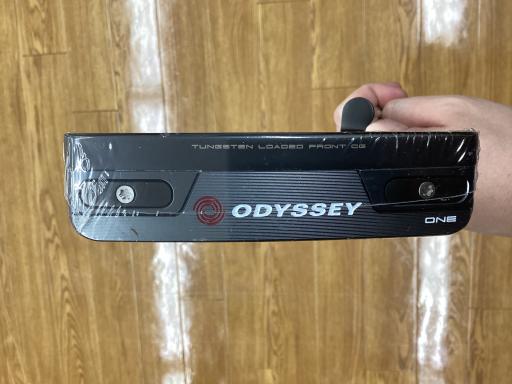 TUNGSTEN LOADED FRONT CG
ODYSSEY
ONE